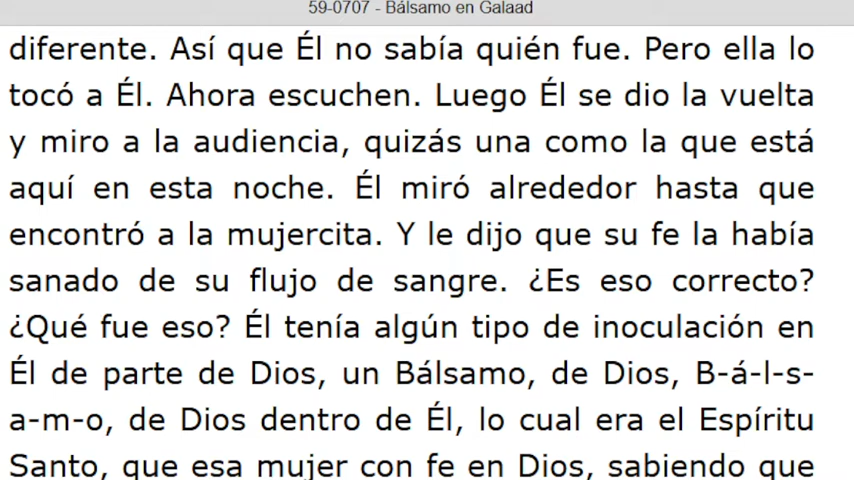 59-0707 - Bálsamo en Galaad
diferente. Así que Él no sabía quién fue. Pero ella lo
tocó a Él. Ahora escuchen. Luego Él se dio la vuelta
y miro a la audiencia, quizás una como la que está
aquí en esta noche. Él miró alrededor hasta que
encontró a la mujercita. Y le dijo que su fe la había
sanado de su flujo de sangre. ¿Es eso correcto?
¿Qué fue eso? Él tenía algún tipo de inoculación en
Él de parte de Dios, un Bálsamo, de Dios, B-á-l-s-
a-m-o, de Dios dentro de Él, lo cual era el Espíritu
Santo, que esa mujer con fe en Dios, sabiendo que